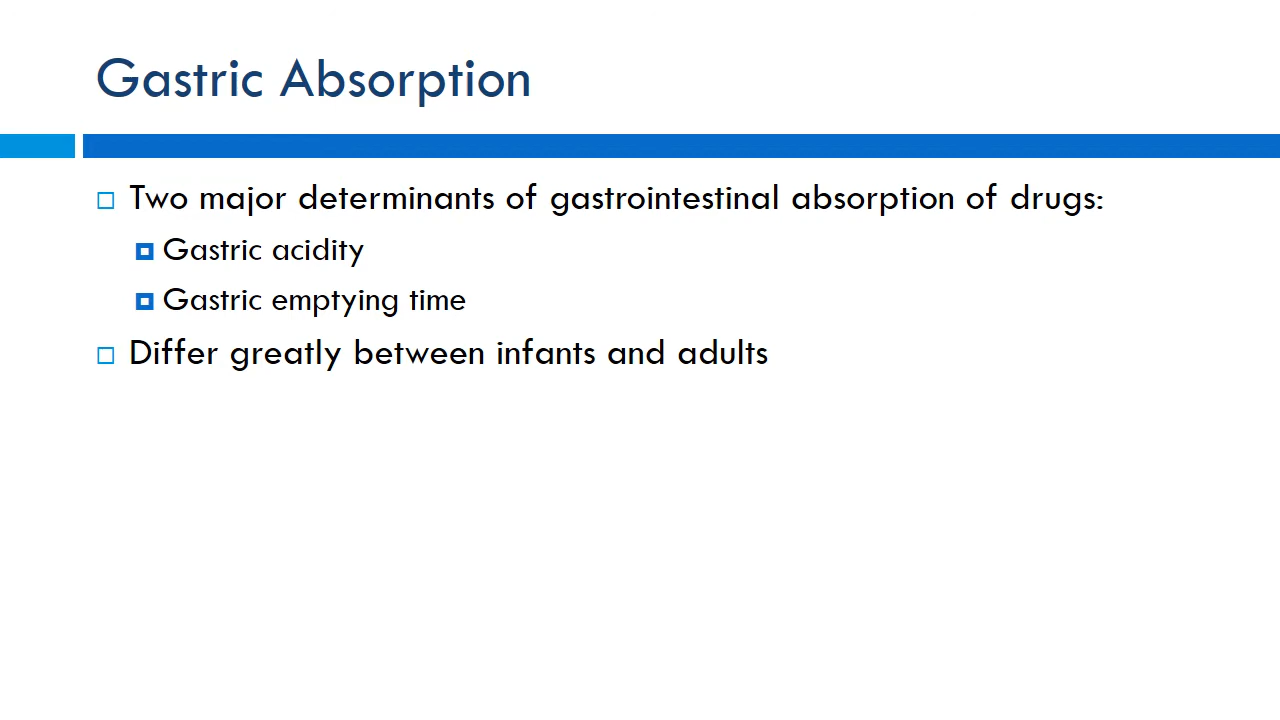 Gastric Absorption
Two major determinants of gastrointestinal absorption of drugs:
Gastric acidity
Gastric emptying time
Differ greatly between infants and adults